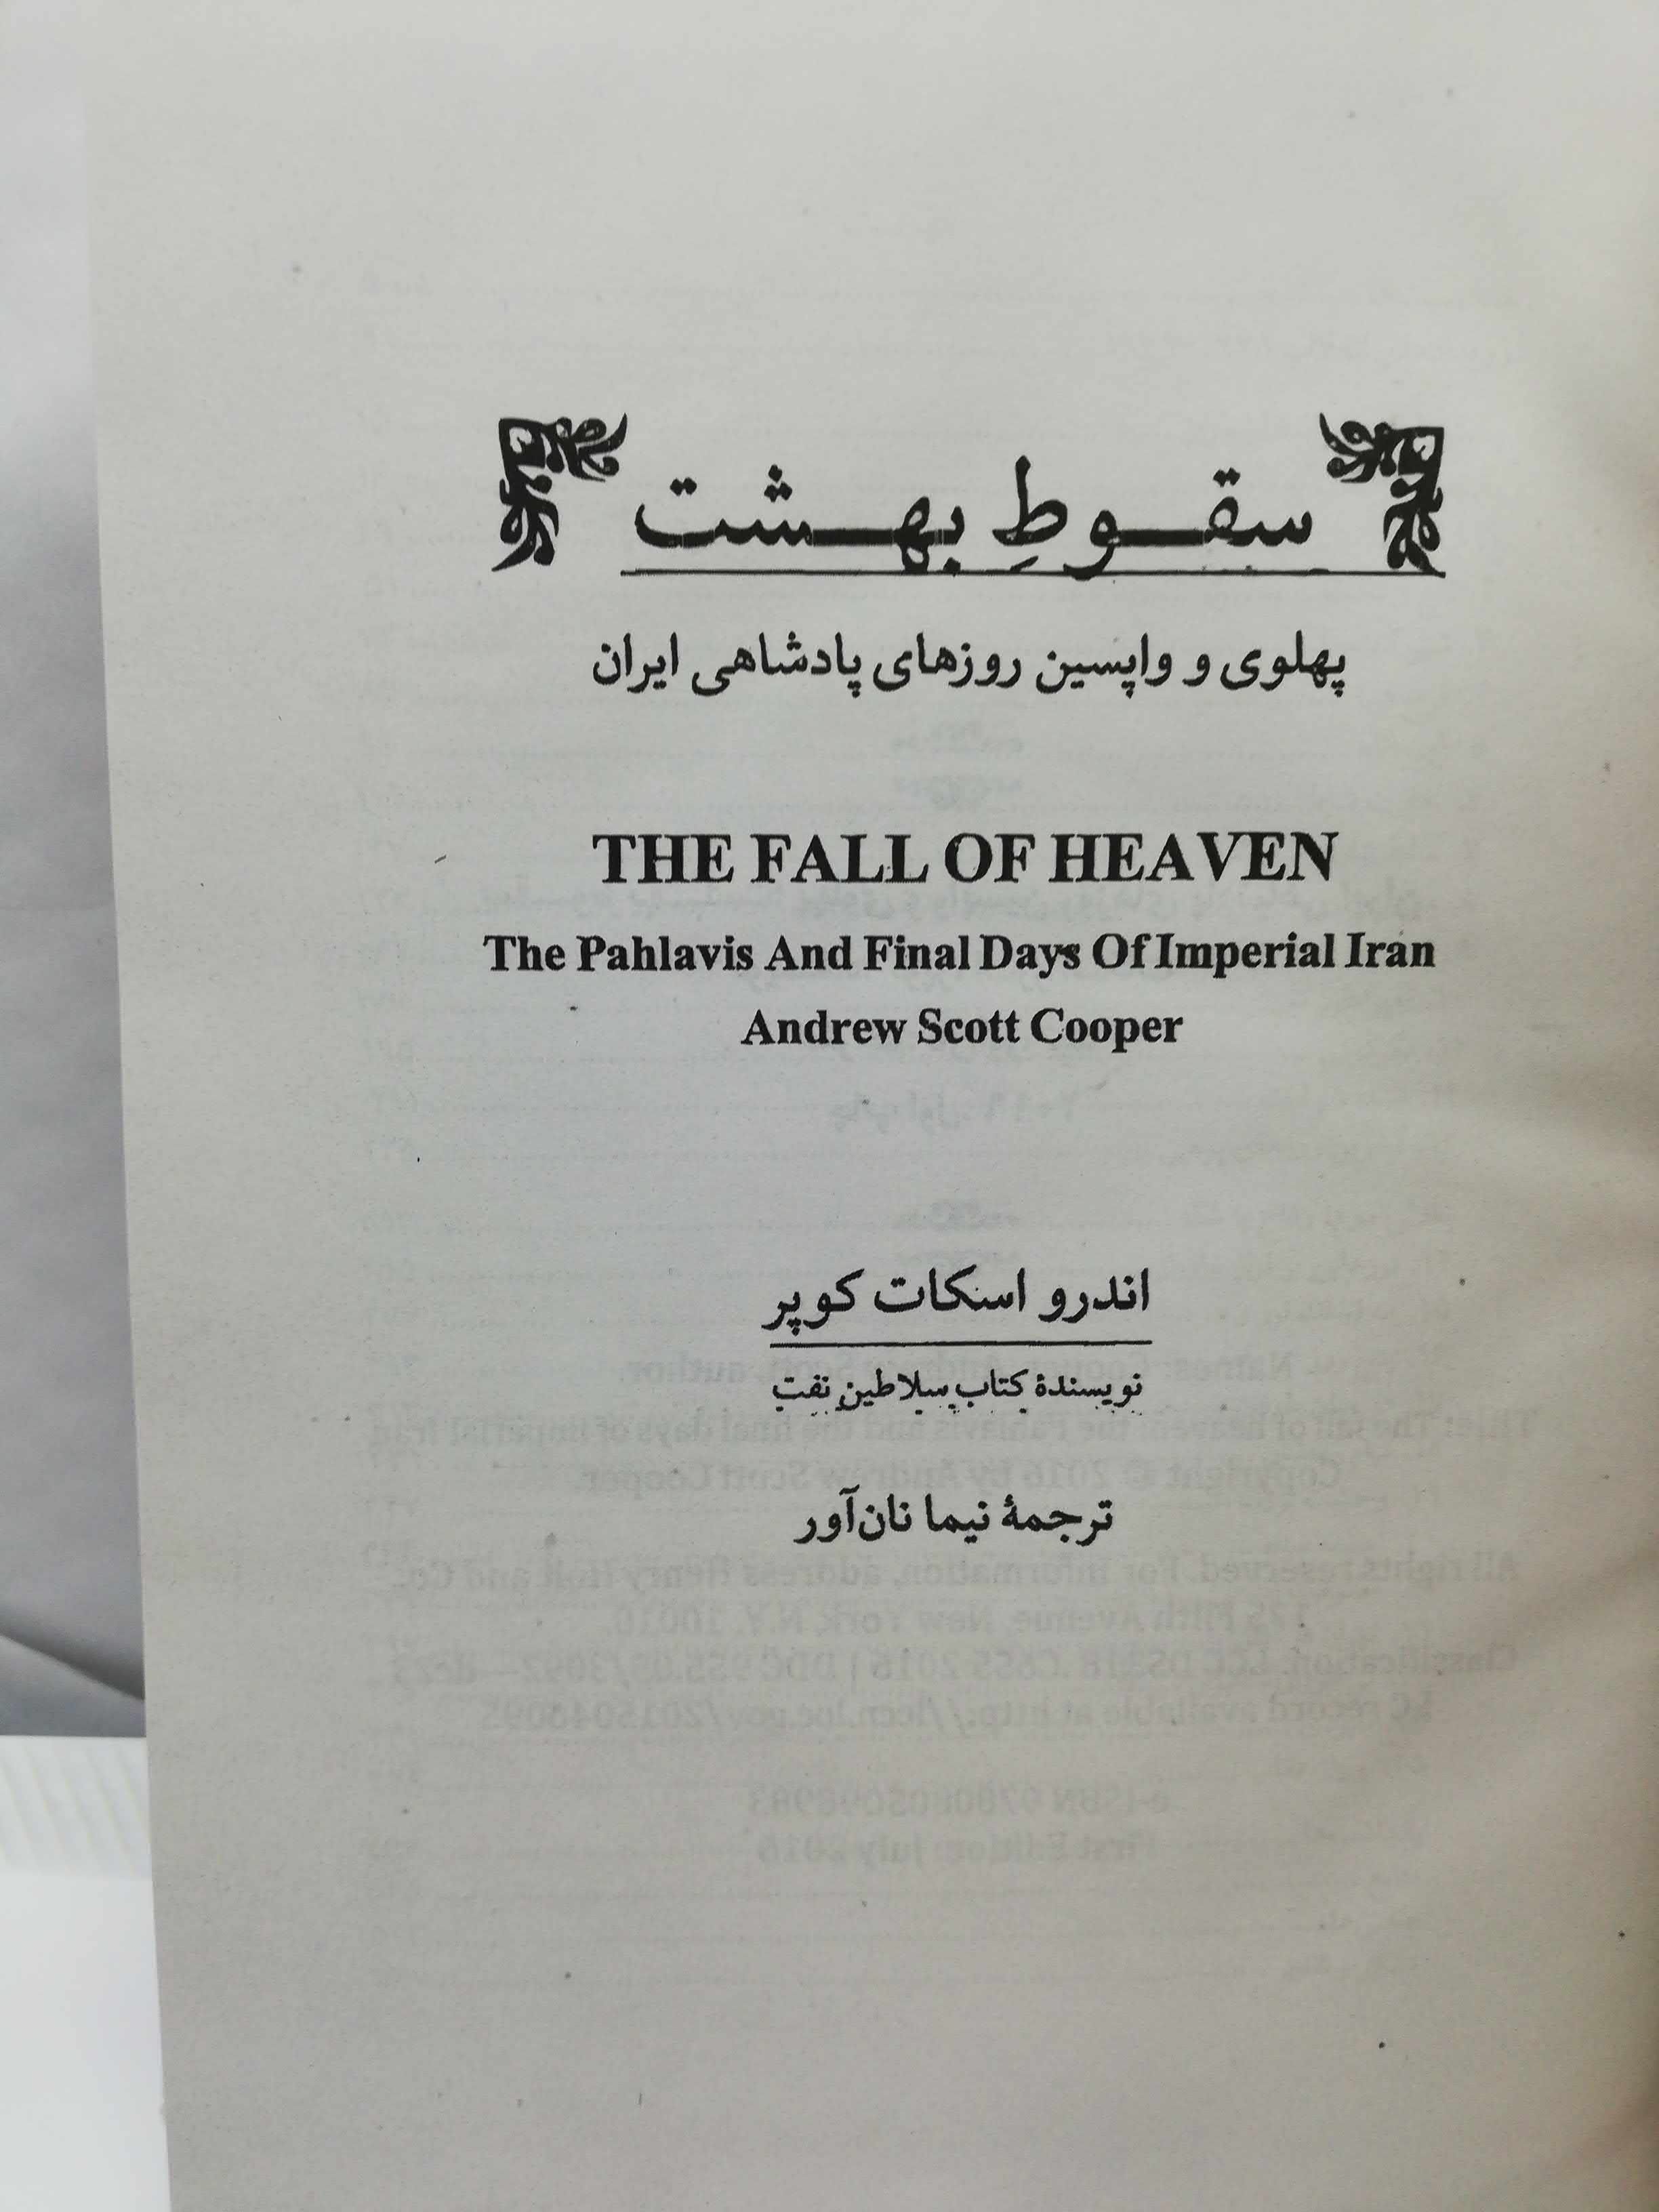 سقوطِ بهشت
پهلوی و واپسین روزهای پادشاهی ایران
THE FALL OF HEAVEN
The Pahlavis And Final Days Of Imperial Iran
Andrew Scott Cooper
اندرو اسکات کوپر
نویسندهٔ کتاب سلاطین نفت
ترجمهٔ نیما نان‌آور